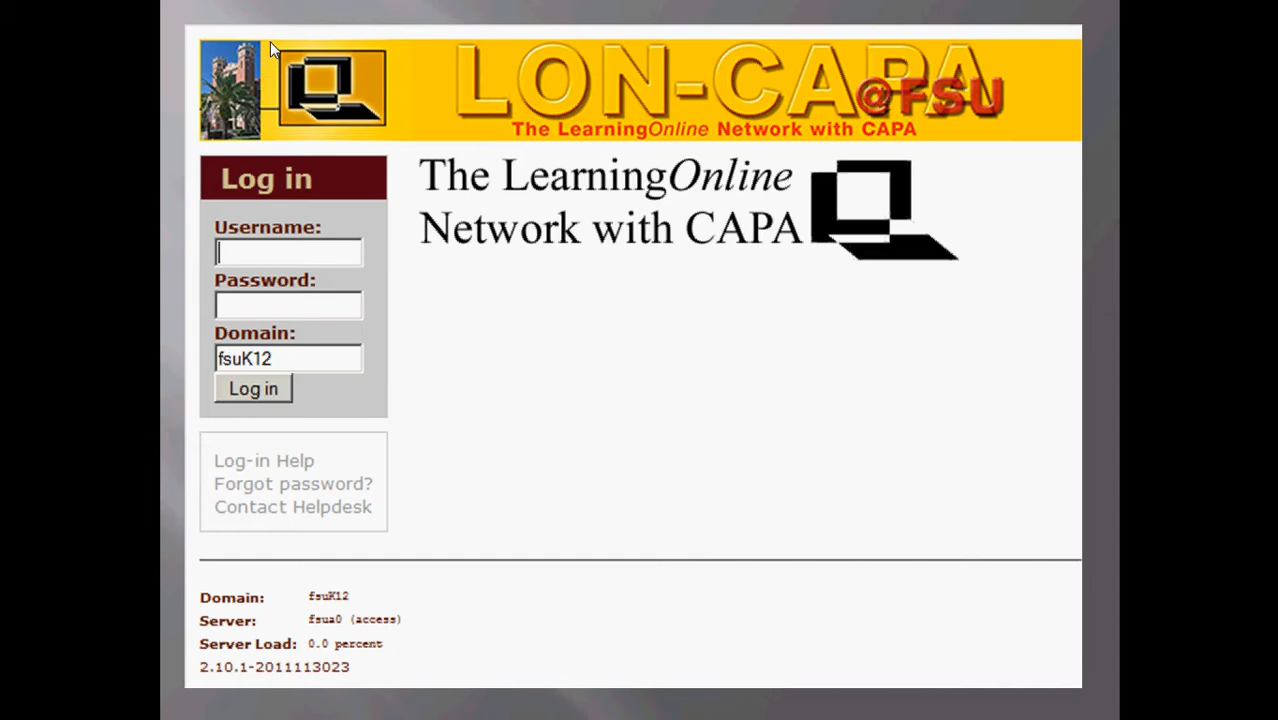 LON-CAPA
@FSU
The LearningOnline Network with CAPA
Log in
The LearningOnline
Network with CAPA
Username:
Password:
Domain:
fsuK12
Log in
Log-in Help
Forgot password?
Contact Helpdesk
Domain: fsuK12
Server: fsua0 (access)
Server Load: 0.0 percent
2.10.1-2011113023